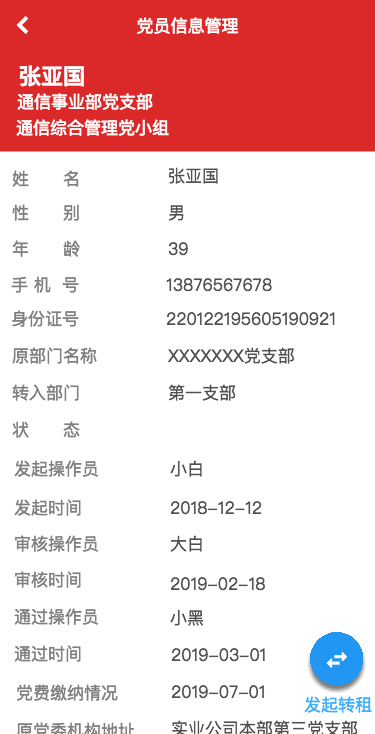 党员信息管理
张亚国
通信事业部党支部
通信综合管理党小组
姓 名 张亚国
性 别 男
年 龄 39
手 机 号 13876567678
身份证号 220122195605190921
原部门名称 XXXXXXX党支部
转入部门 第一支部
状 态
发起操作员 小白
发起时间 2018-12-12
审核操作员 大白
审核时间 2019-02-18
通过操作员 小黑
通过时间 2019-03-01
党费缴纳情况 2019-07-01
发起转租
原党委机构地址 实业公司本部第三党支部